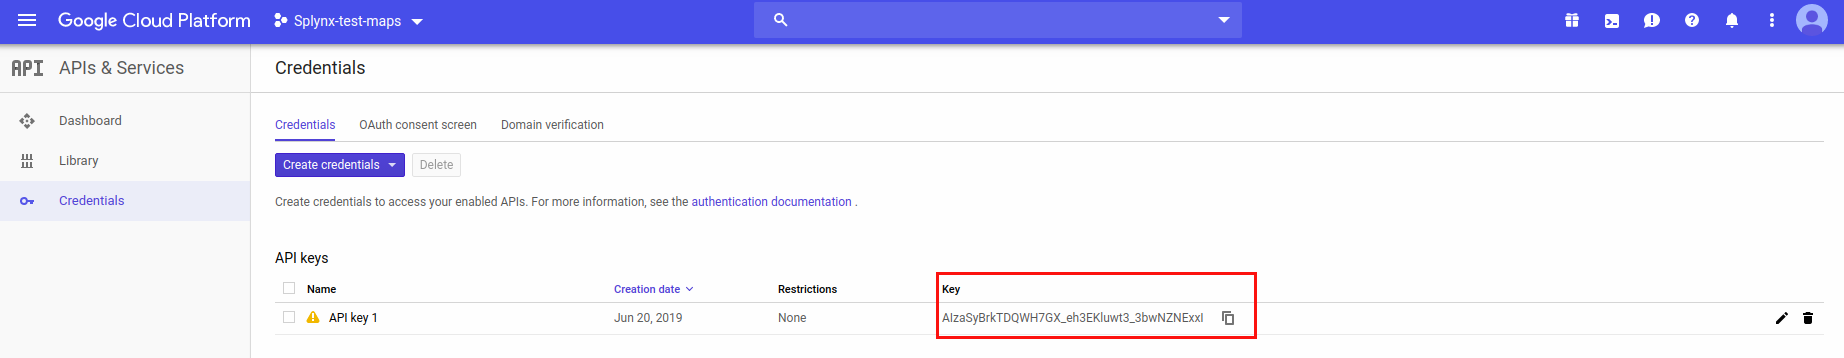 Google Cloud Platform Splynx-test-maps
API APIs & Services
Credentials
Dashboard
Library
Credentials
Credentials OAuth consent screen Domain verification
Create credentials Delete
Create credentials to access your enabled APIs. For more information, see the authentication documentation .
API keys
Name Creation date Restrictions Key
API key 1 Jun 20, 2019 None AIzaSyBrkTDQWH7GX_eh3EKluwt3_3bwNZNExxI